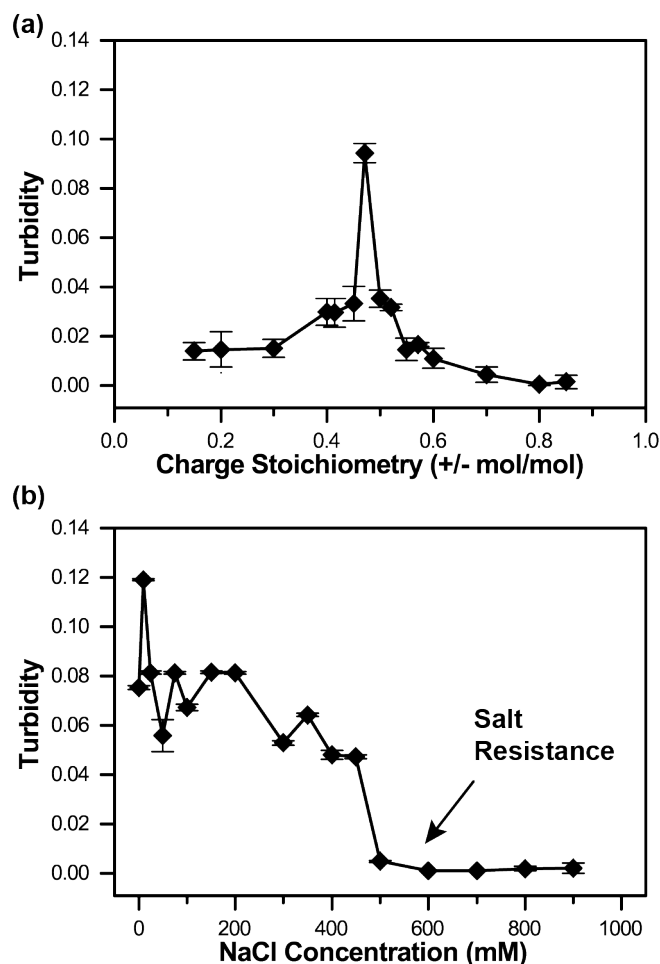 (a)
0.14
0.12
0.10
0.08
0.06
0.04
0.02
0.00
Turbidity
0.0 0.2 0.4 0.6 0.8 1.0
Charge Stoichiometry (+/- mol/mol)
(b)
0.14
0.12
0.10
0.08
0.06
0.04
0.02
0.00
Turbidity
Salt
Resistance
0 200 400 600 800 1000
NaCl Concentration (mM)